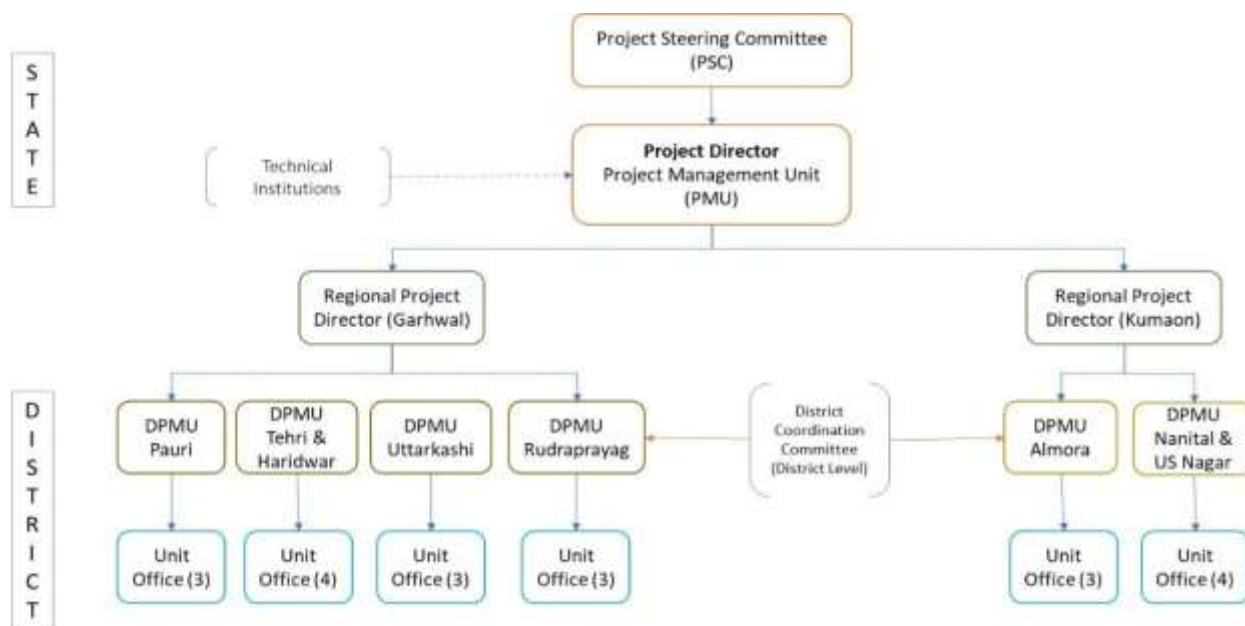 STATE
Project Steering Committee
(PSC)
Project Director
Project Management Unit
(PMU)
Technical
Institutions
Regional Project
Director (Garhwal)
Regional Project
Director (Kumaon)
DISTRICT
DPMU
Pauri
DPMU
Tehri &
Haridwar
DPMU
Uttarkashi
DPMU
Rudraprayag
District
Coordination
Committee
(District Level)
DPMU
Almora
DPMU
Nanital &
US Nagar
Unit
Office (3)
Unit
Office (4)
Unit
Office (3)
Unit
Office (3)
Unit
Office (3)
Unit
Office (4)